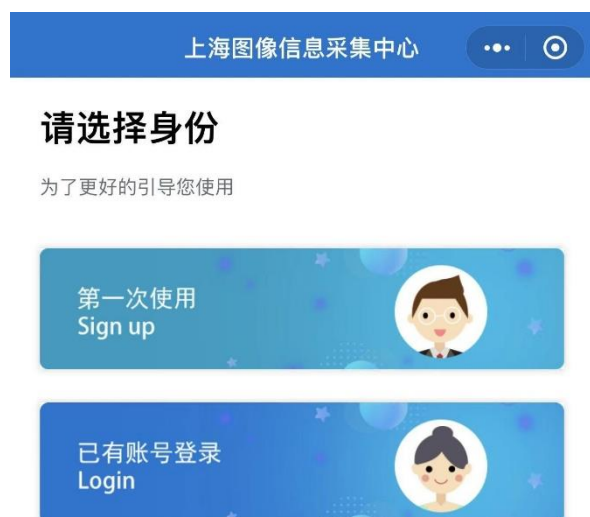 上海图像信息采集中心
请选择身份
为了更好的引导您使用
第一次使用
Sign up
已有账号登录
Login